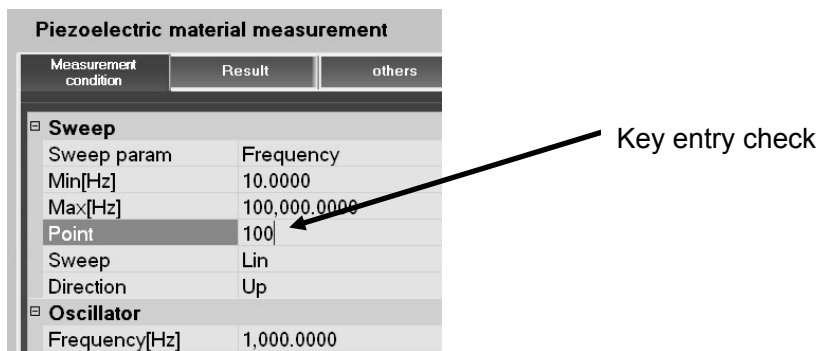 Piezoelectric material measurement
Measurement
condition
Result
others
Sweep
Sweep param Frequency
Min[Hz] 10.0000
Max[Hz] 100,000.0000
Key entry check
Point 100
Sweep Lin
Direction Up
Oscillator
Frequency[Hz] 1,000.0000